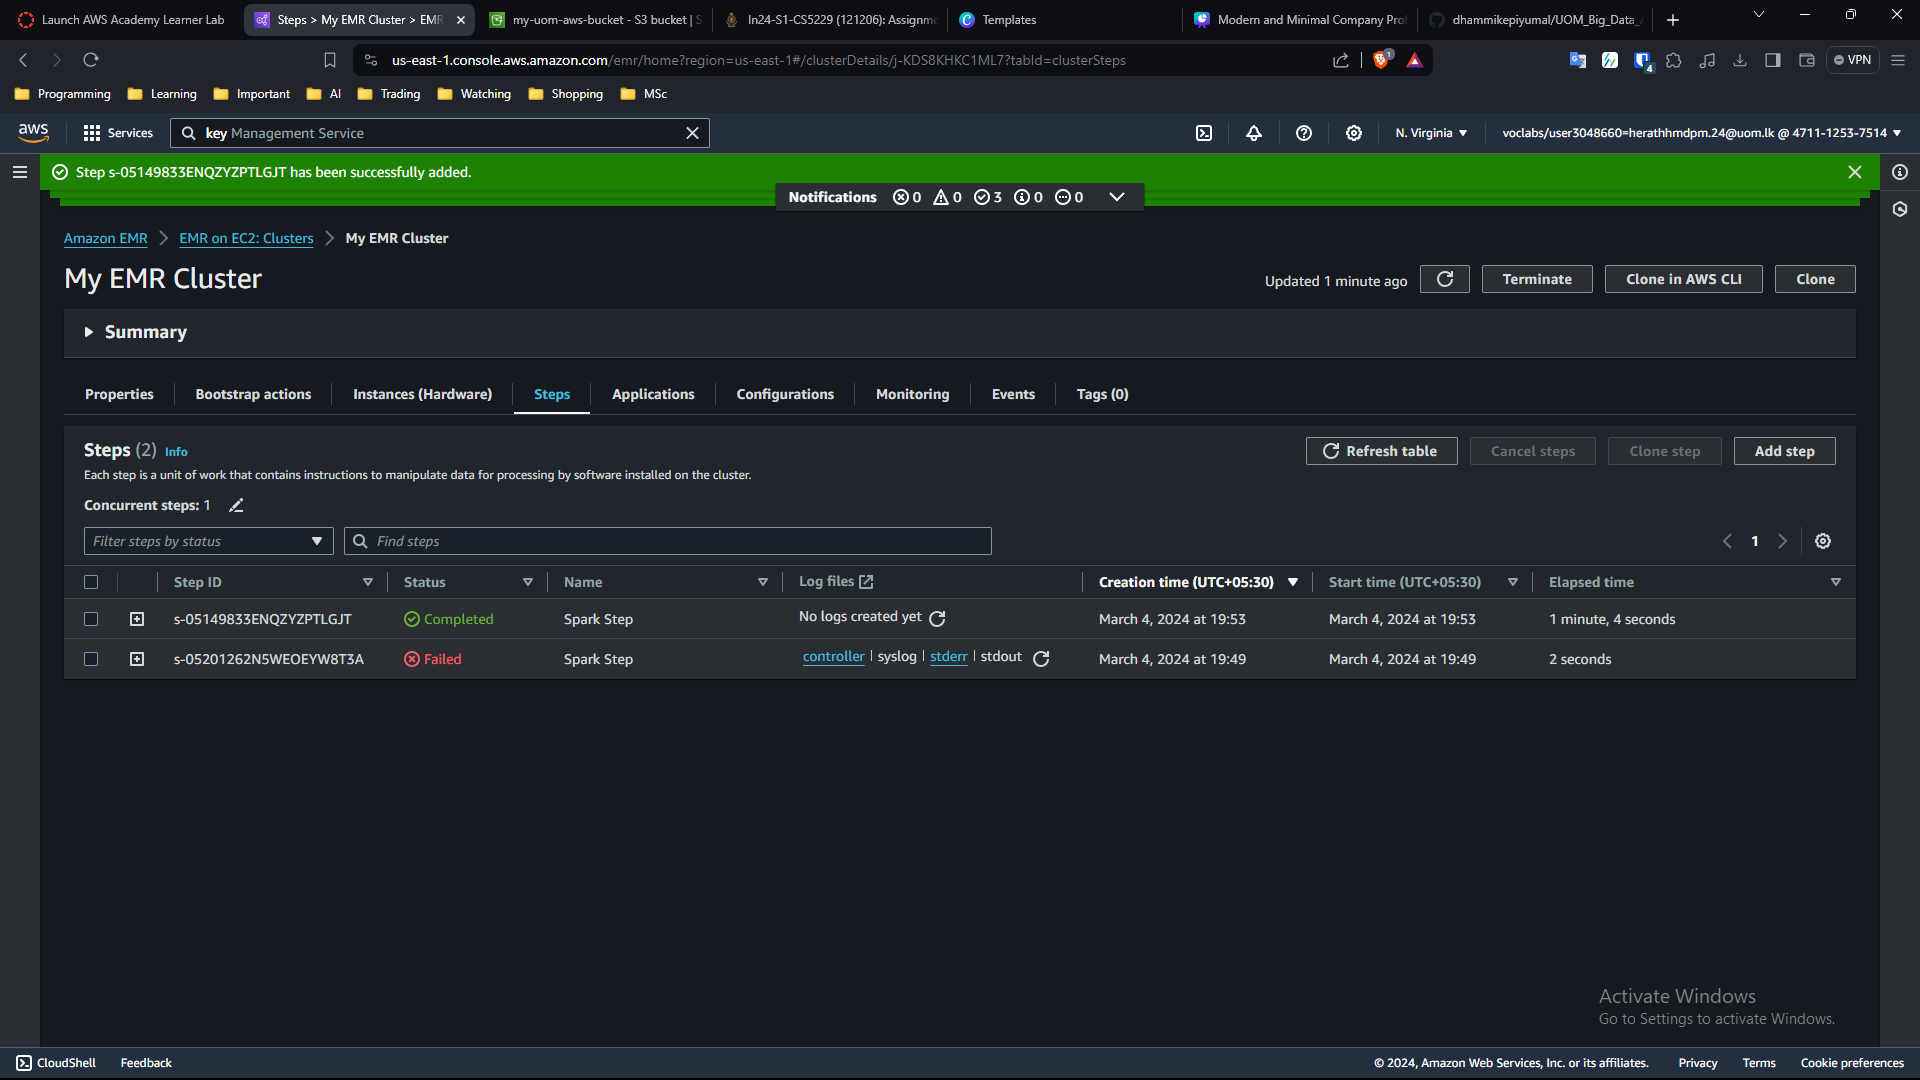 Launch AWS Academy Learner Lab
Steps > My EMR Cluster > EMR
my-uom-aws-bucket - S3 bucket | S
In24-S1-CS5229 (121206): Assignme
Templates
Modern and Minimal Company Prof
dhammikepiyumal/UOM_Big_Data_
us-east-1.console.aws.amazon.com/emr/home?region=us-east-1#/clusterDetails/j-KDS8KHKC1ML7?tabId=clusterSteps
1
4
VPN
Programming
Learning
Important
AI
Trading
Watching
Shopping
MSc
aws
Services
key Management Service
N. Virginia
voclabs/user3048660=herathhmdpm.24@uom.lk @ 4711-1253-7514
Step s-05149833ENQZYZPTLGJT has been successfully added.
Notifications 0 0 3 0 0
Amazon EMR
EMR on EC2: Clusters
My EMR Cluster
My EMR Cluster
Updated 1 minute ago
Terminate
Clone in AWS CLI
Clone
Summary
Properties
Bootstrap actions
Instances (Hardware)
Steps
Applications
Configurations
Monitoring
Events
Tags (0)
Steps (2) Info
Refresh table
Cancel steps
Clone step
Add step
Each step is a unit of work that contains instructions to manipulate data for processing by software installed on the cluster.
Concurrent steps: 1
Filter steps by status
Find steps
1
Step ID
Status
Name
Log files
Creation time (UTC+05:30)
Start time (UTC+05:30)
Elapsed time
s-05149833ENQZYZPTLGJT
Completed
Spark Step
No logs created yet
March 4, 2024 at 19:53
March 4, 2024 at 19:53
1 minute, 4 seconds
s-05201262N5WEOEYW8T3A
Failed
Spark Step
controller | syslog | stderr | stdout
March 4, 2024 at 19:49
March 4, 2024 at 19:49
2 seconds
Activate Windows
Go to Settings to activate Windows.
CloudShell
Feedback
© 2024, Amazon Web Services, Inc. or its affiliates.
Privacy
Terms
Cookie preferences